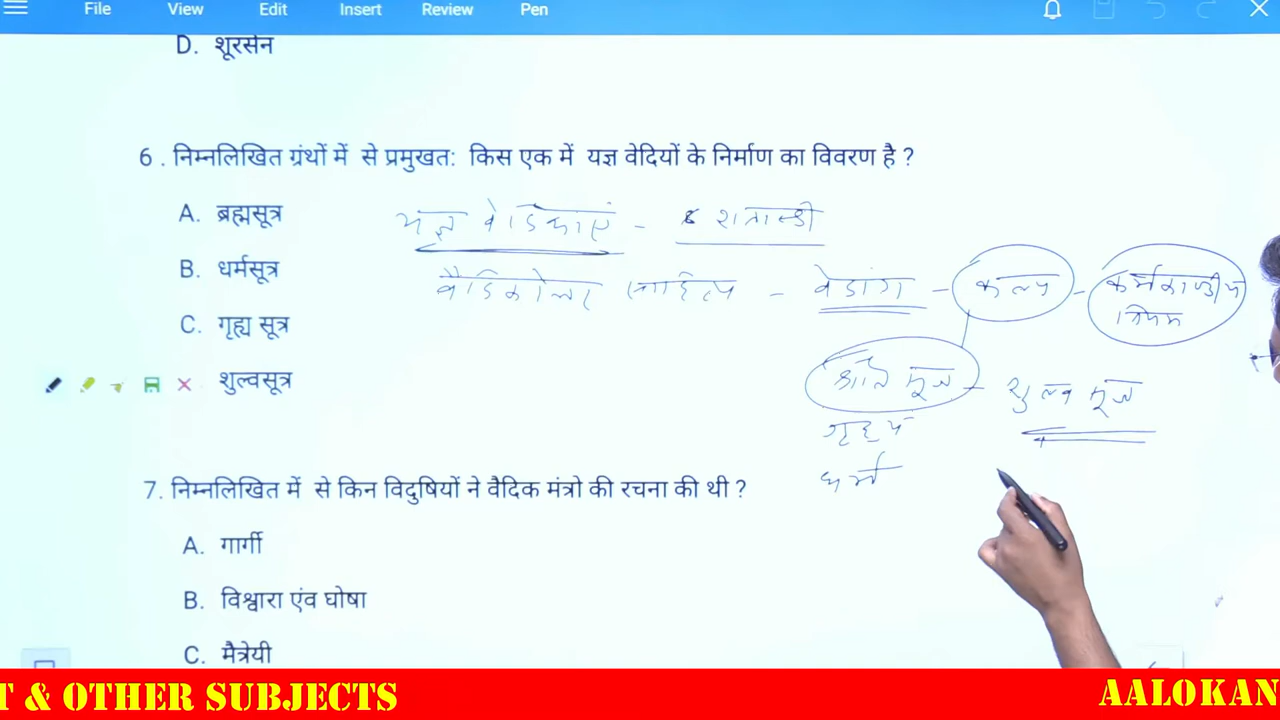 File View Edit Insert Review Pen
D. शूरसेन
6 . निम्नलिखित ग्रंथों में से प्रमुखत: किस एक में यज्ञ वेदियों के निर्माण का विवरण है ?
A. ब्रह्मसूत्र
यज्ञ वेदिकाएं - 8 शताब्दी
B. धर्मसूत्र
वैदिकोत्तर साहित्य - वेदांग - कल्प - कर्मकाण्डीय
नियम
C. गृह्य सूत्र
शुल्वसूत्र
श्रौत सूत्र - शुल्व सूत्र
गृहय
धर्म
7. निम्नलिखित में से किन विदुषियों ने वैदिक मंत्रो की रचना की थी ?
A. गार्गी
B. विश्वारा एंव घोषा
C. मैत्रेयी
T & OTHER SUBJECTS
AALOKAN